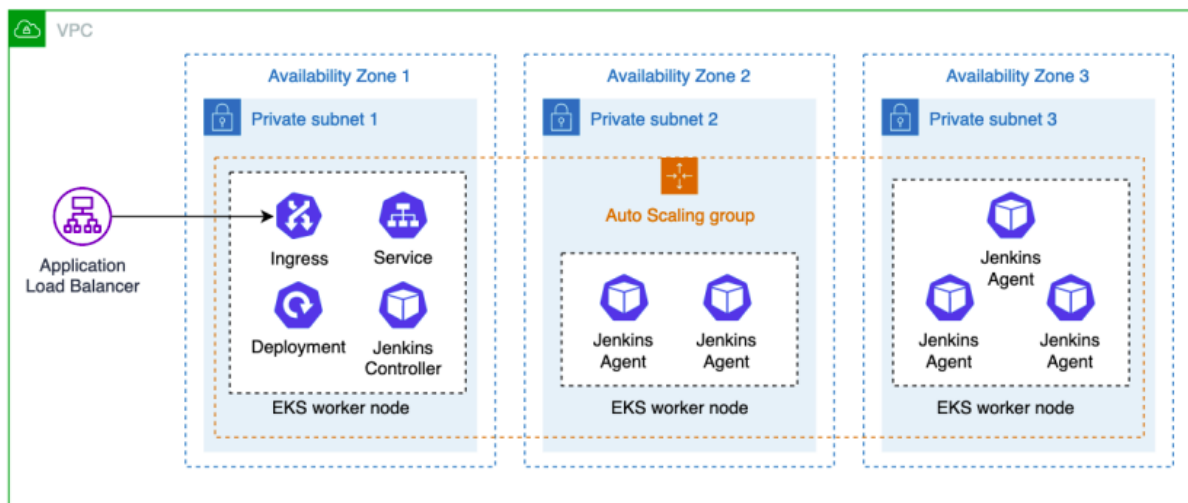 VPC
Availability Zone 1
Availability Zone 2
Availability Zone 3
Private subnet 1
Private subnet 2
Private subnet 3
Auto Scaling group
Application
Load Balancer
Ingress
Service
Deployment
Jenkins
Controller
EKS worker node
Jenkins
Agent
Jenkins
Agent
EKS worker node
Jenkins
Agent
Jenkins
Agent
Jenkins
Agent
EKS worker node